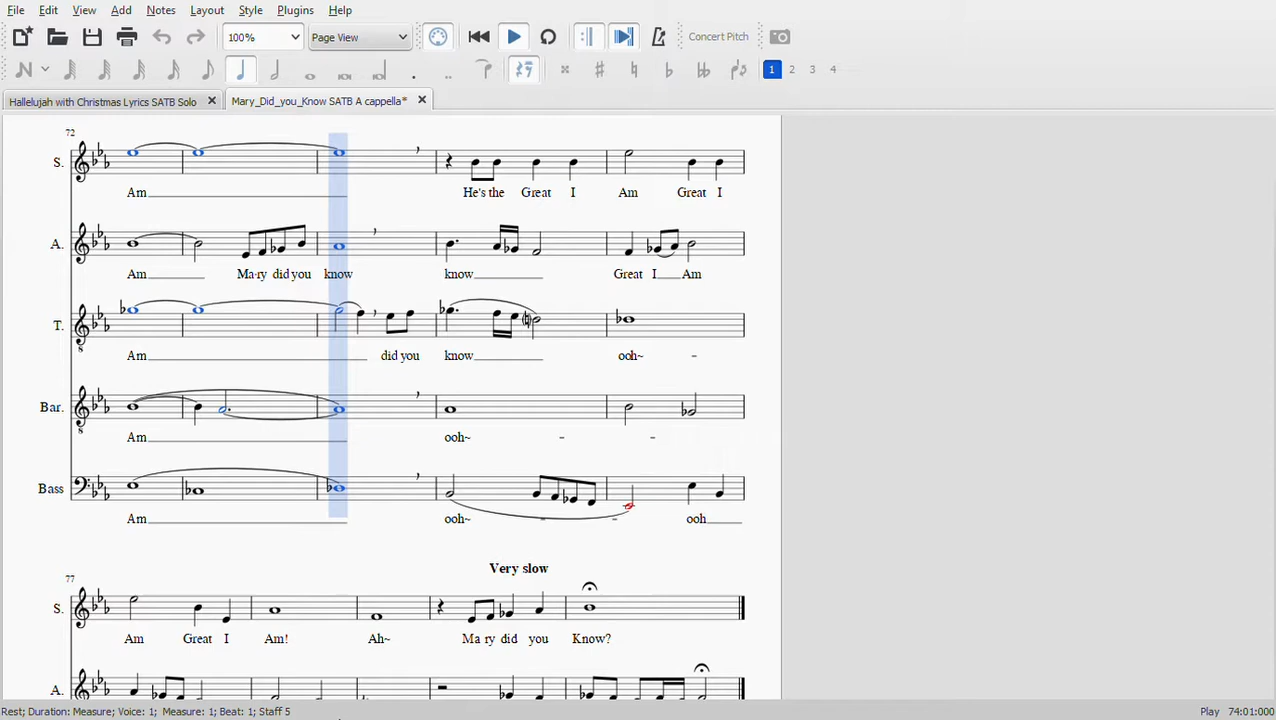 File Edit View Add Notes Layout Style Plugins Help
100% Page View Concert Pitch
1 2 3 4
Hallelujah with Christmas Lyrics SATB Solo Mary_Did_you_Know SATB A cappella*
72
S.
Am He's the Great I Am Great I
A.
Am Ma-ry did you know know Great I Am
T.
Am did you know ooh~ -
Bar.
Am ooh~ - -
Bass
Am ooh~ - - ooh
Very slow
77
S.
Am Great I Am! Ah~ Ma ry did you Know?
A.
Rest; Duration: Measure; Voice: 1; Measure: 1; Beat: 1; Staff 5 Play 74:01:000